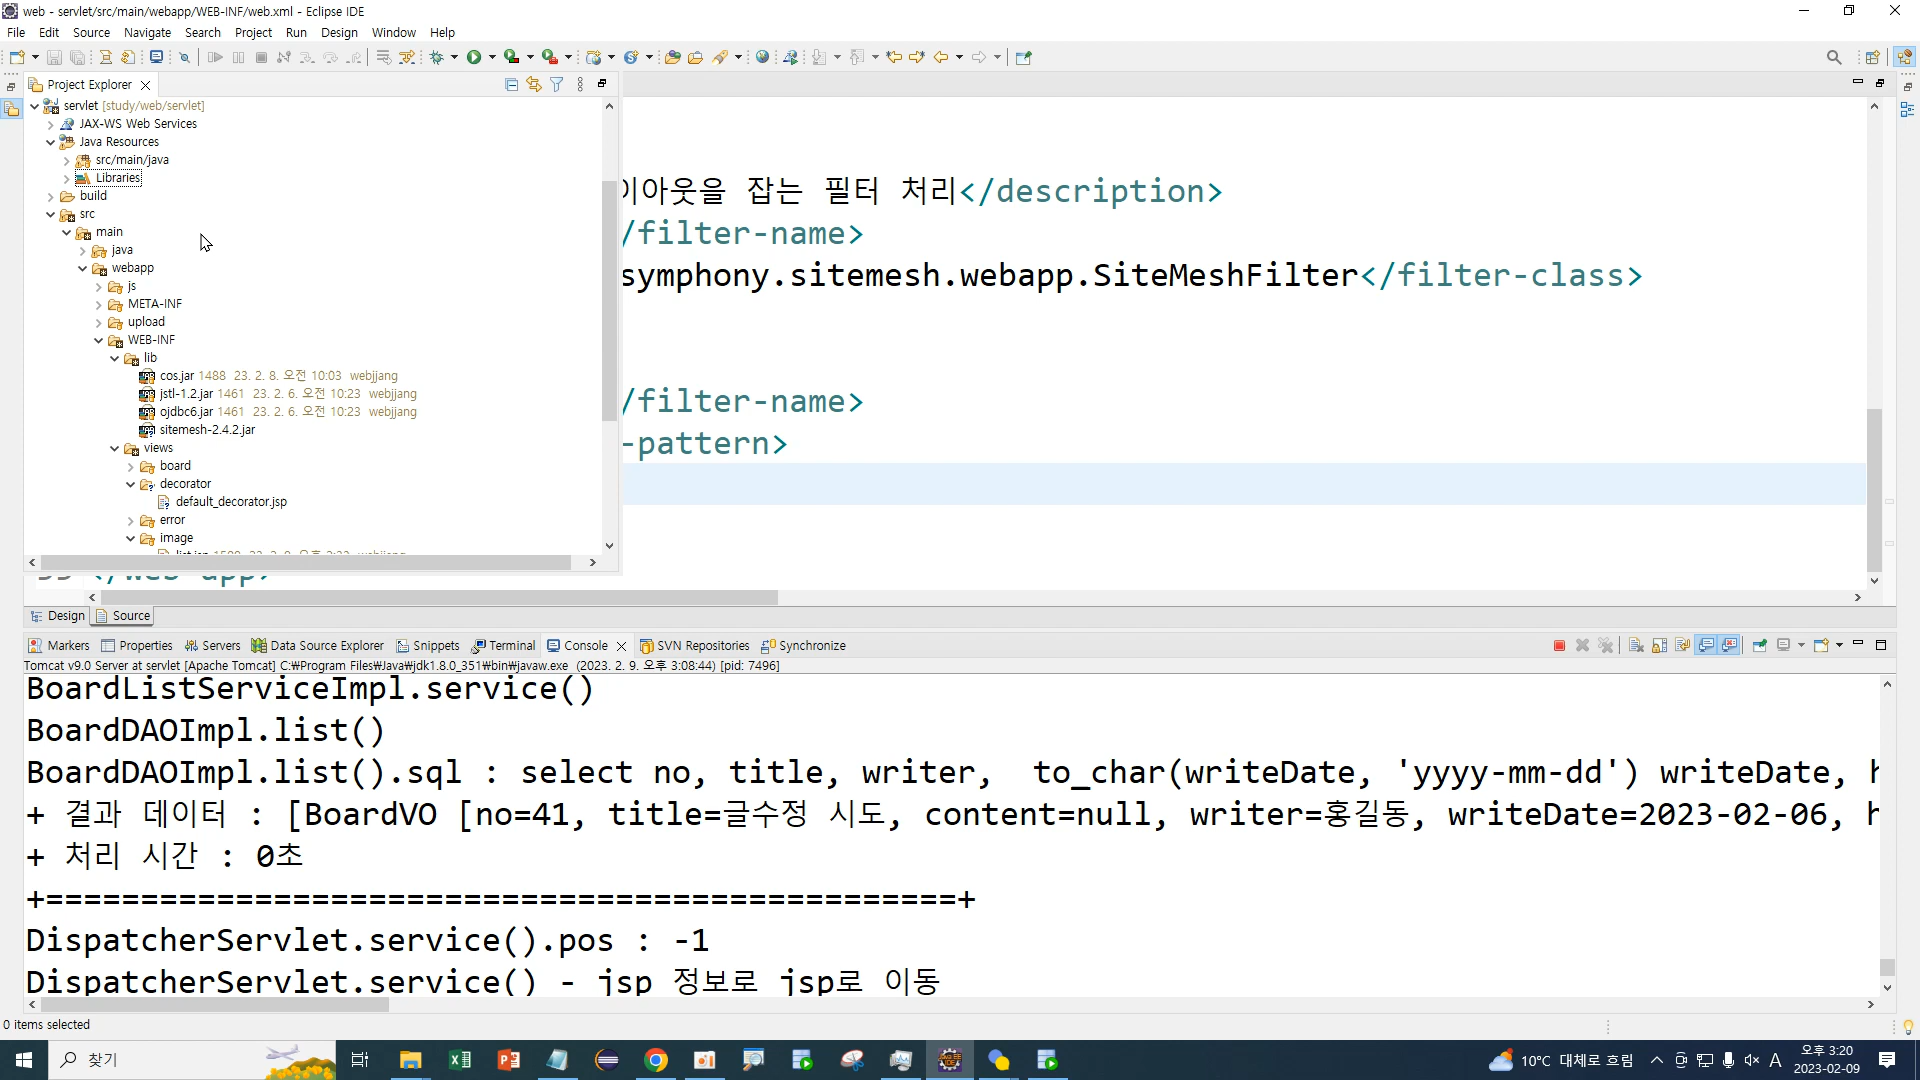 web - servlet/src/main/webapp/WEB-INF/web.xml - Eclipse IDE
File Edit Source Navigate Search Project Run Design Window Help
Project Explorer
servlet [study/web/servlet]
JAX-WS Web Services
Java Resources
src/main/java
Libraries
build
src
main
java
webapp
js
META-INF
upload
WEB-INF
lib
cos.jar 1488 23. 2. 8. 오전 10:03 webjjang
jstl-1.2.jar 1461 23. 2. 6. 오전 10:23 webjjang
ojdbc6.jar 1461 23. 2. 6. 오전 10:23 webjjang
sitemesh-2.4.2.jar
views
board
decorator
default_decorator.jsp
error
image
이아웃을 잡는 필터 처리</description>
/filter-name>
symphony.sitemesh.webapp.SiteMeshFilter</filter-class>
/filter-name>
-pattern>
Design Source
Markers Properties Servers Data Source Explorer Snippets Terminal Console SVN Repositories Synchronize
Tomcat v9.0 Server at servlet [Apache Tomcat] C:₩Program Files₩Java₩jdk1.8.0_351₩bin₩javaw.exe (2023. 2. 9. 오후 3:08:44) [pid: 7496]
BoardListServiceImpl.service()
BoardDAOImpl.list()
BoardDAOImpl.list().sql : select no, title, writer, to_char(writeDate, 'yyyy-mm-dd') writeDate, h
+ 결과 데이터 : [BoardVO [no=41, title=글수정 시도, content=null, writer=홍길동, writeDate=2023-02-06, h
+ 처리 시간 : 0초
+================================================+
DispatcherServlet.service().pos : -1
DispatcherServlet.service() - jsp 정보로 jsp로 이동
0 items selected
찾기
10°C 대체로 흐림
A
오후 3:20
2023-02-09